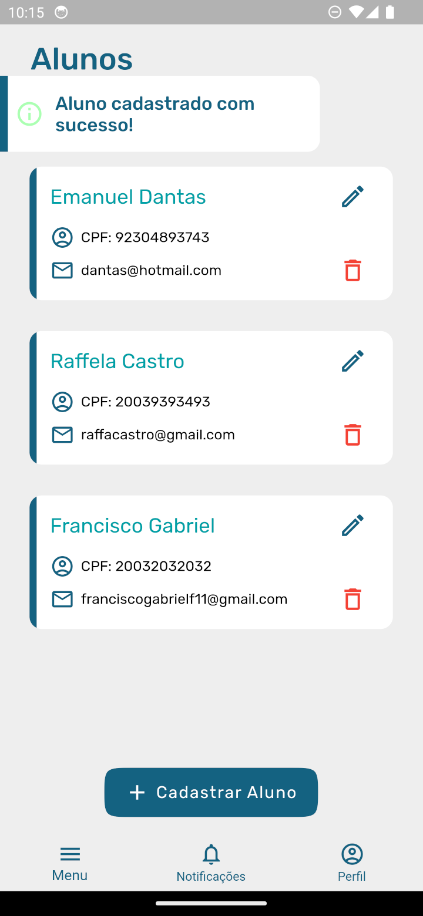 10:15
Alunos
Aluno cadastrado com
sucesso!
Emanuel Dantas
CPF: 92304893743
dantas@hotmail.com
Raffela Castro
CPF: 20039393493
raffacastro@gmail.com
Francisco Gabriel
CPF: 20032032032
franciscogabrielf11@gmail.com
Cadastrar Aluno
Menu
Notificações
Perfil